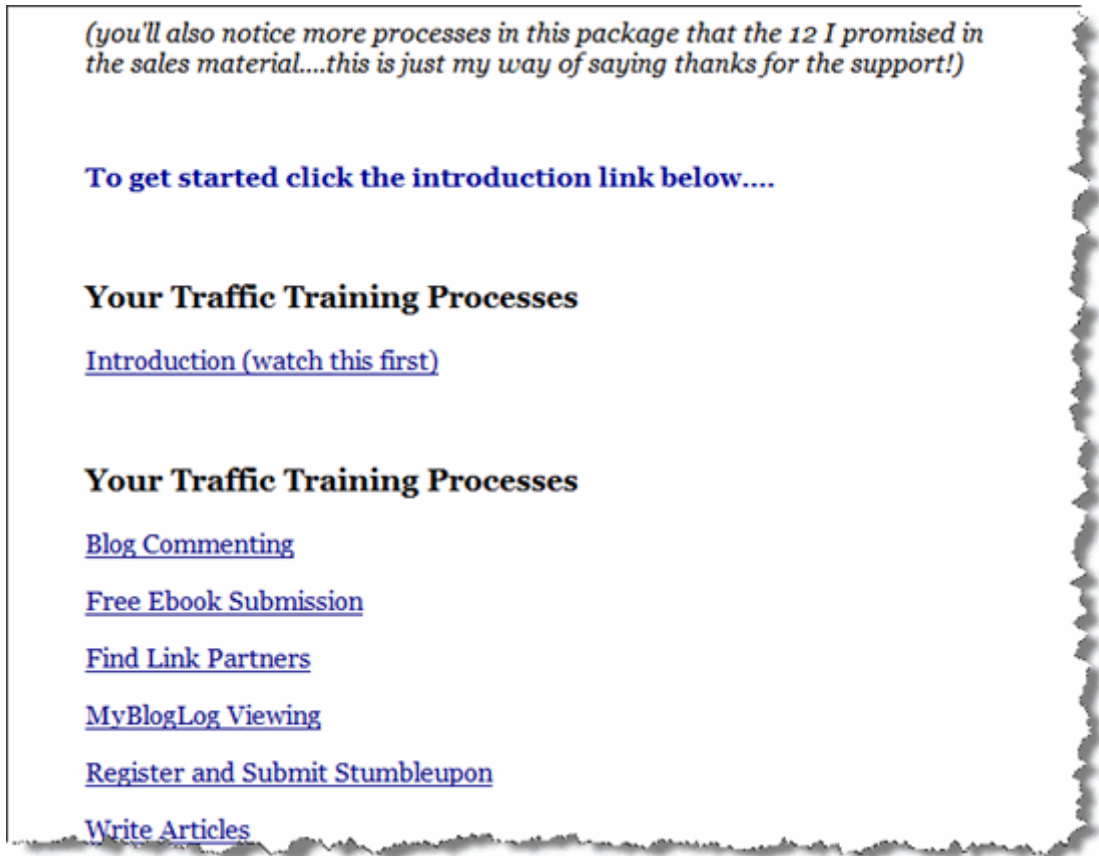 (you'll also notice more processes in this package that the 12 I promised in
the sales material....this is just my way of saying thanks for the support!)
To get started click the introduction link below....
Your Traffic Training Processes
Introduction (watch this first)
Your Traffic Training Processes
Blog Commenting
Free Ebook Submission
Find Link Partners
MyBlogLog Viewing
Register and Submit Stumbleupon
Write Articles